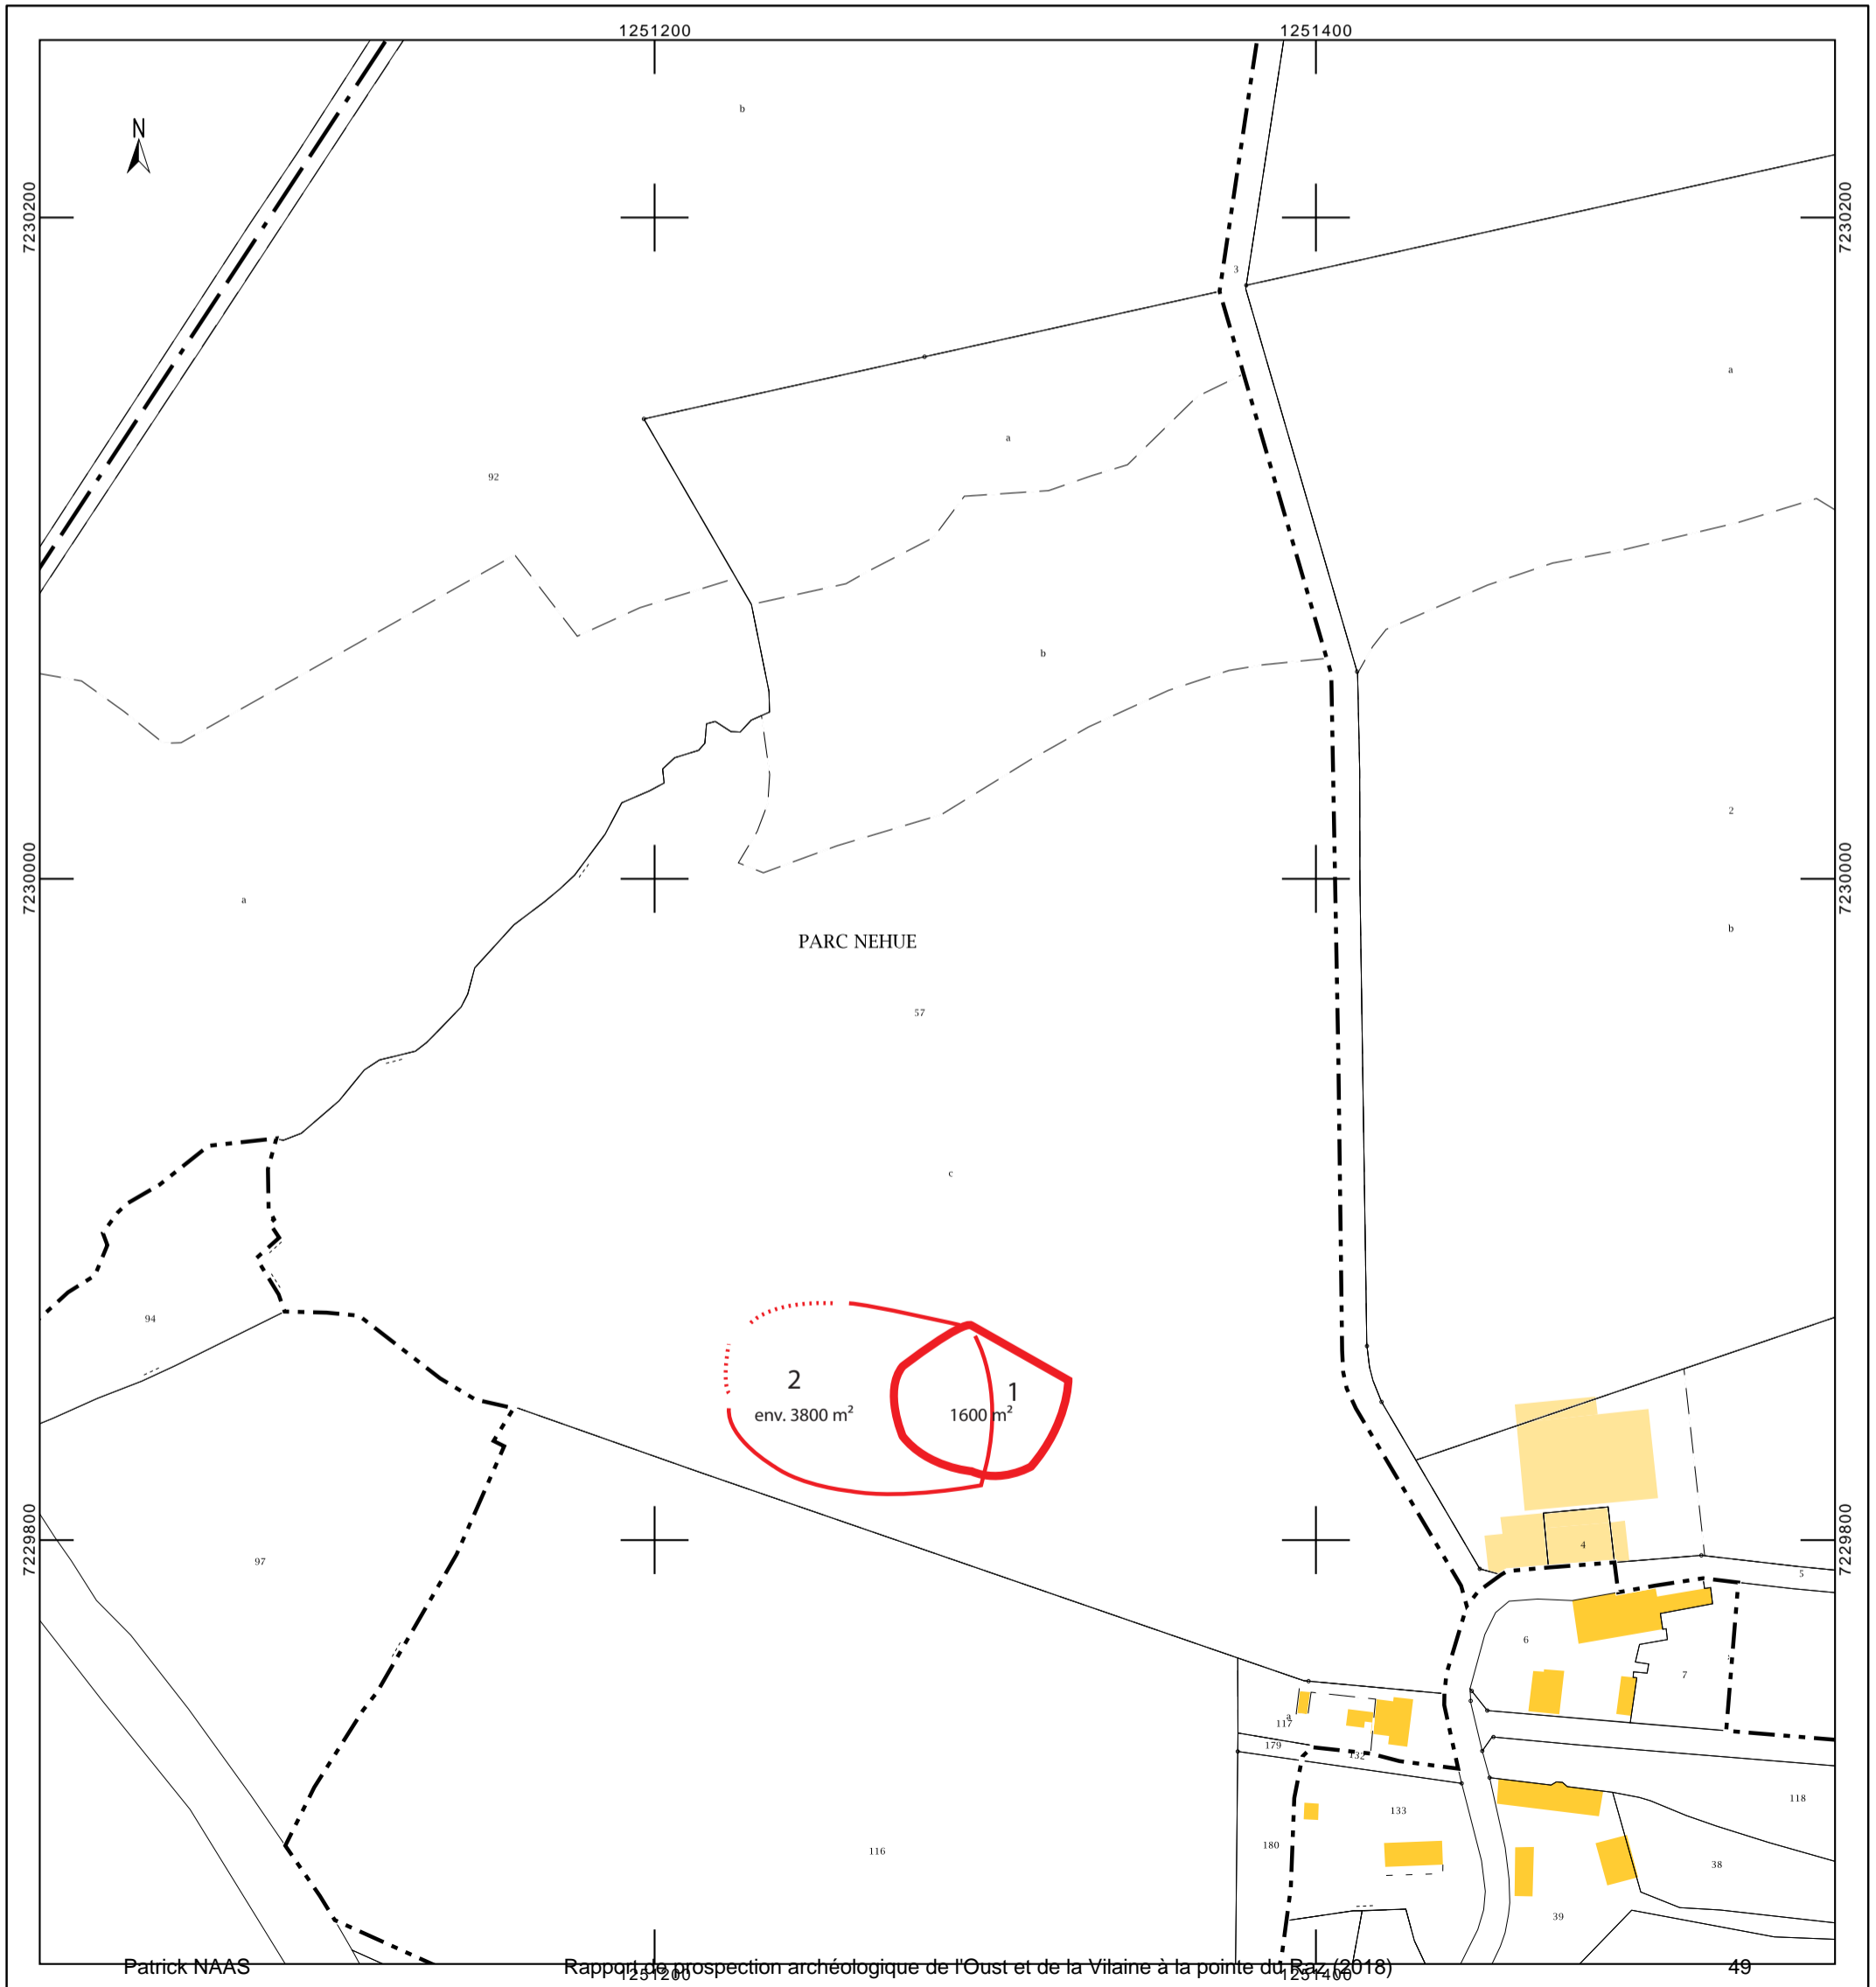 1251200 1251400
N
b
7230200 7230200
3
a
a
92
b
2
7230000 7230000
a
b
PARC NEHUE
57
c
94
2 1
env. 3800 m² 1600 m²
7229800 7229800
4
97
5
6
7
a
117
179 132
118
133
180
116
38
39
Patrick NAAS Rapport de prospection archéologique de l'Oust et de la Vilaine à la pointe du Raz (2018) 49
1251200 1251400